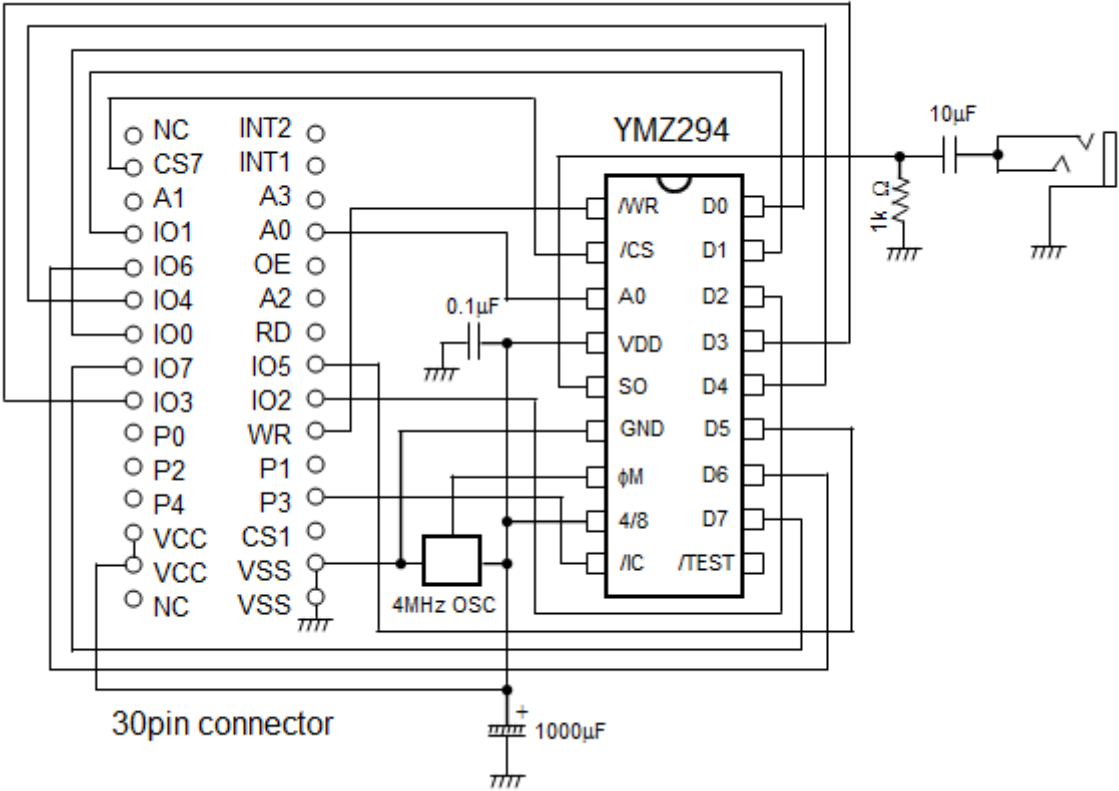 10μF
YMZ294
NC INT2
CS7 INT1
A1 A3
IO1 A0
IO6 OE
IO4 A2
IO0 RD
IO7 IO5
IO3 IO2
P0 WR
P2 P1
P4 P3
VCC CS1
VCC VSS
NC VSS
/WR D0
/CS D1
A0 D2
VDD D3
SO D4
GND D5
ϕM D6
4/8 D7
/IC /TEST
1k Ω
0.1μF
4MHz OSC
30pin connector
+
1000μF